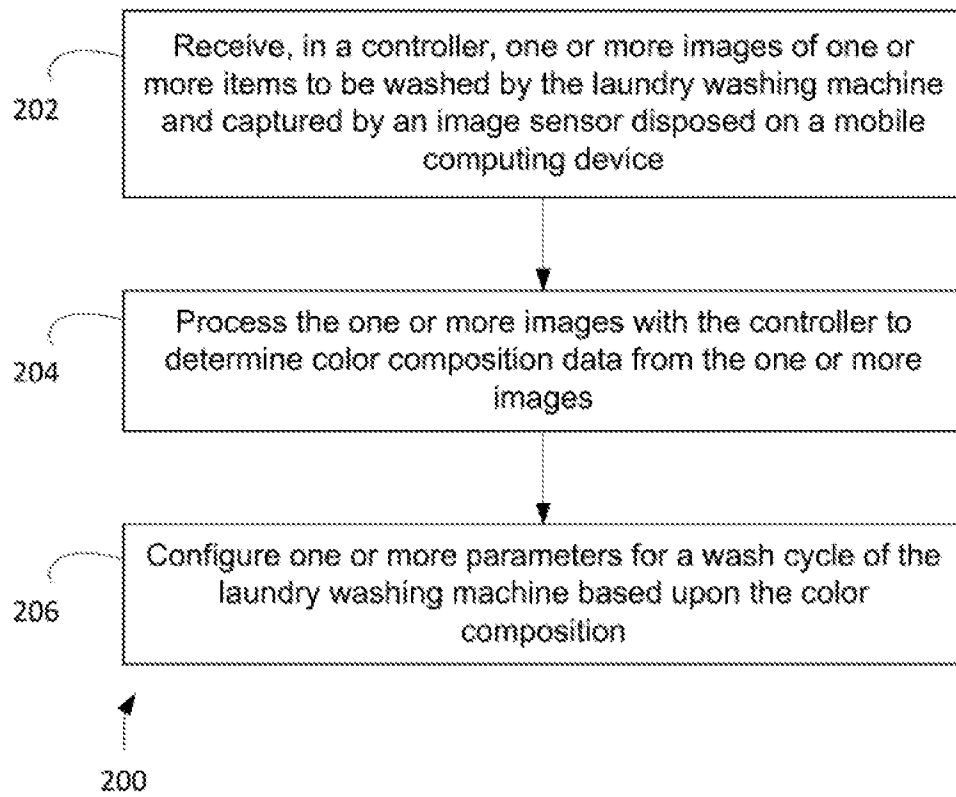 Receive, in a controller, one or more images of one or
more items to be washed by the laundry washing machine
and captured by an image sensor disposed on a mobile
computing device
202
Process the one or more images with the controller to
determine color composition data from the one or more
images
204
Configure one or more parameters for a wash cycle of the
laundry washing machine based upon the color
composition
206
200